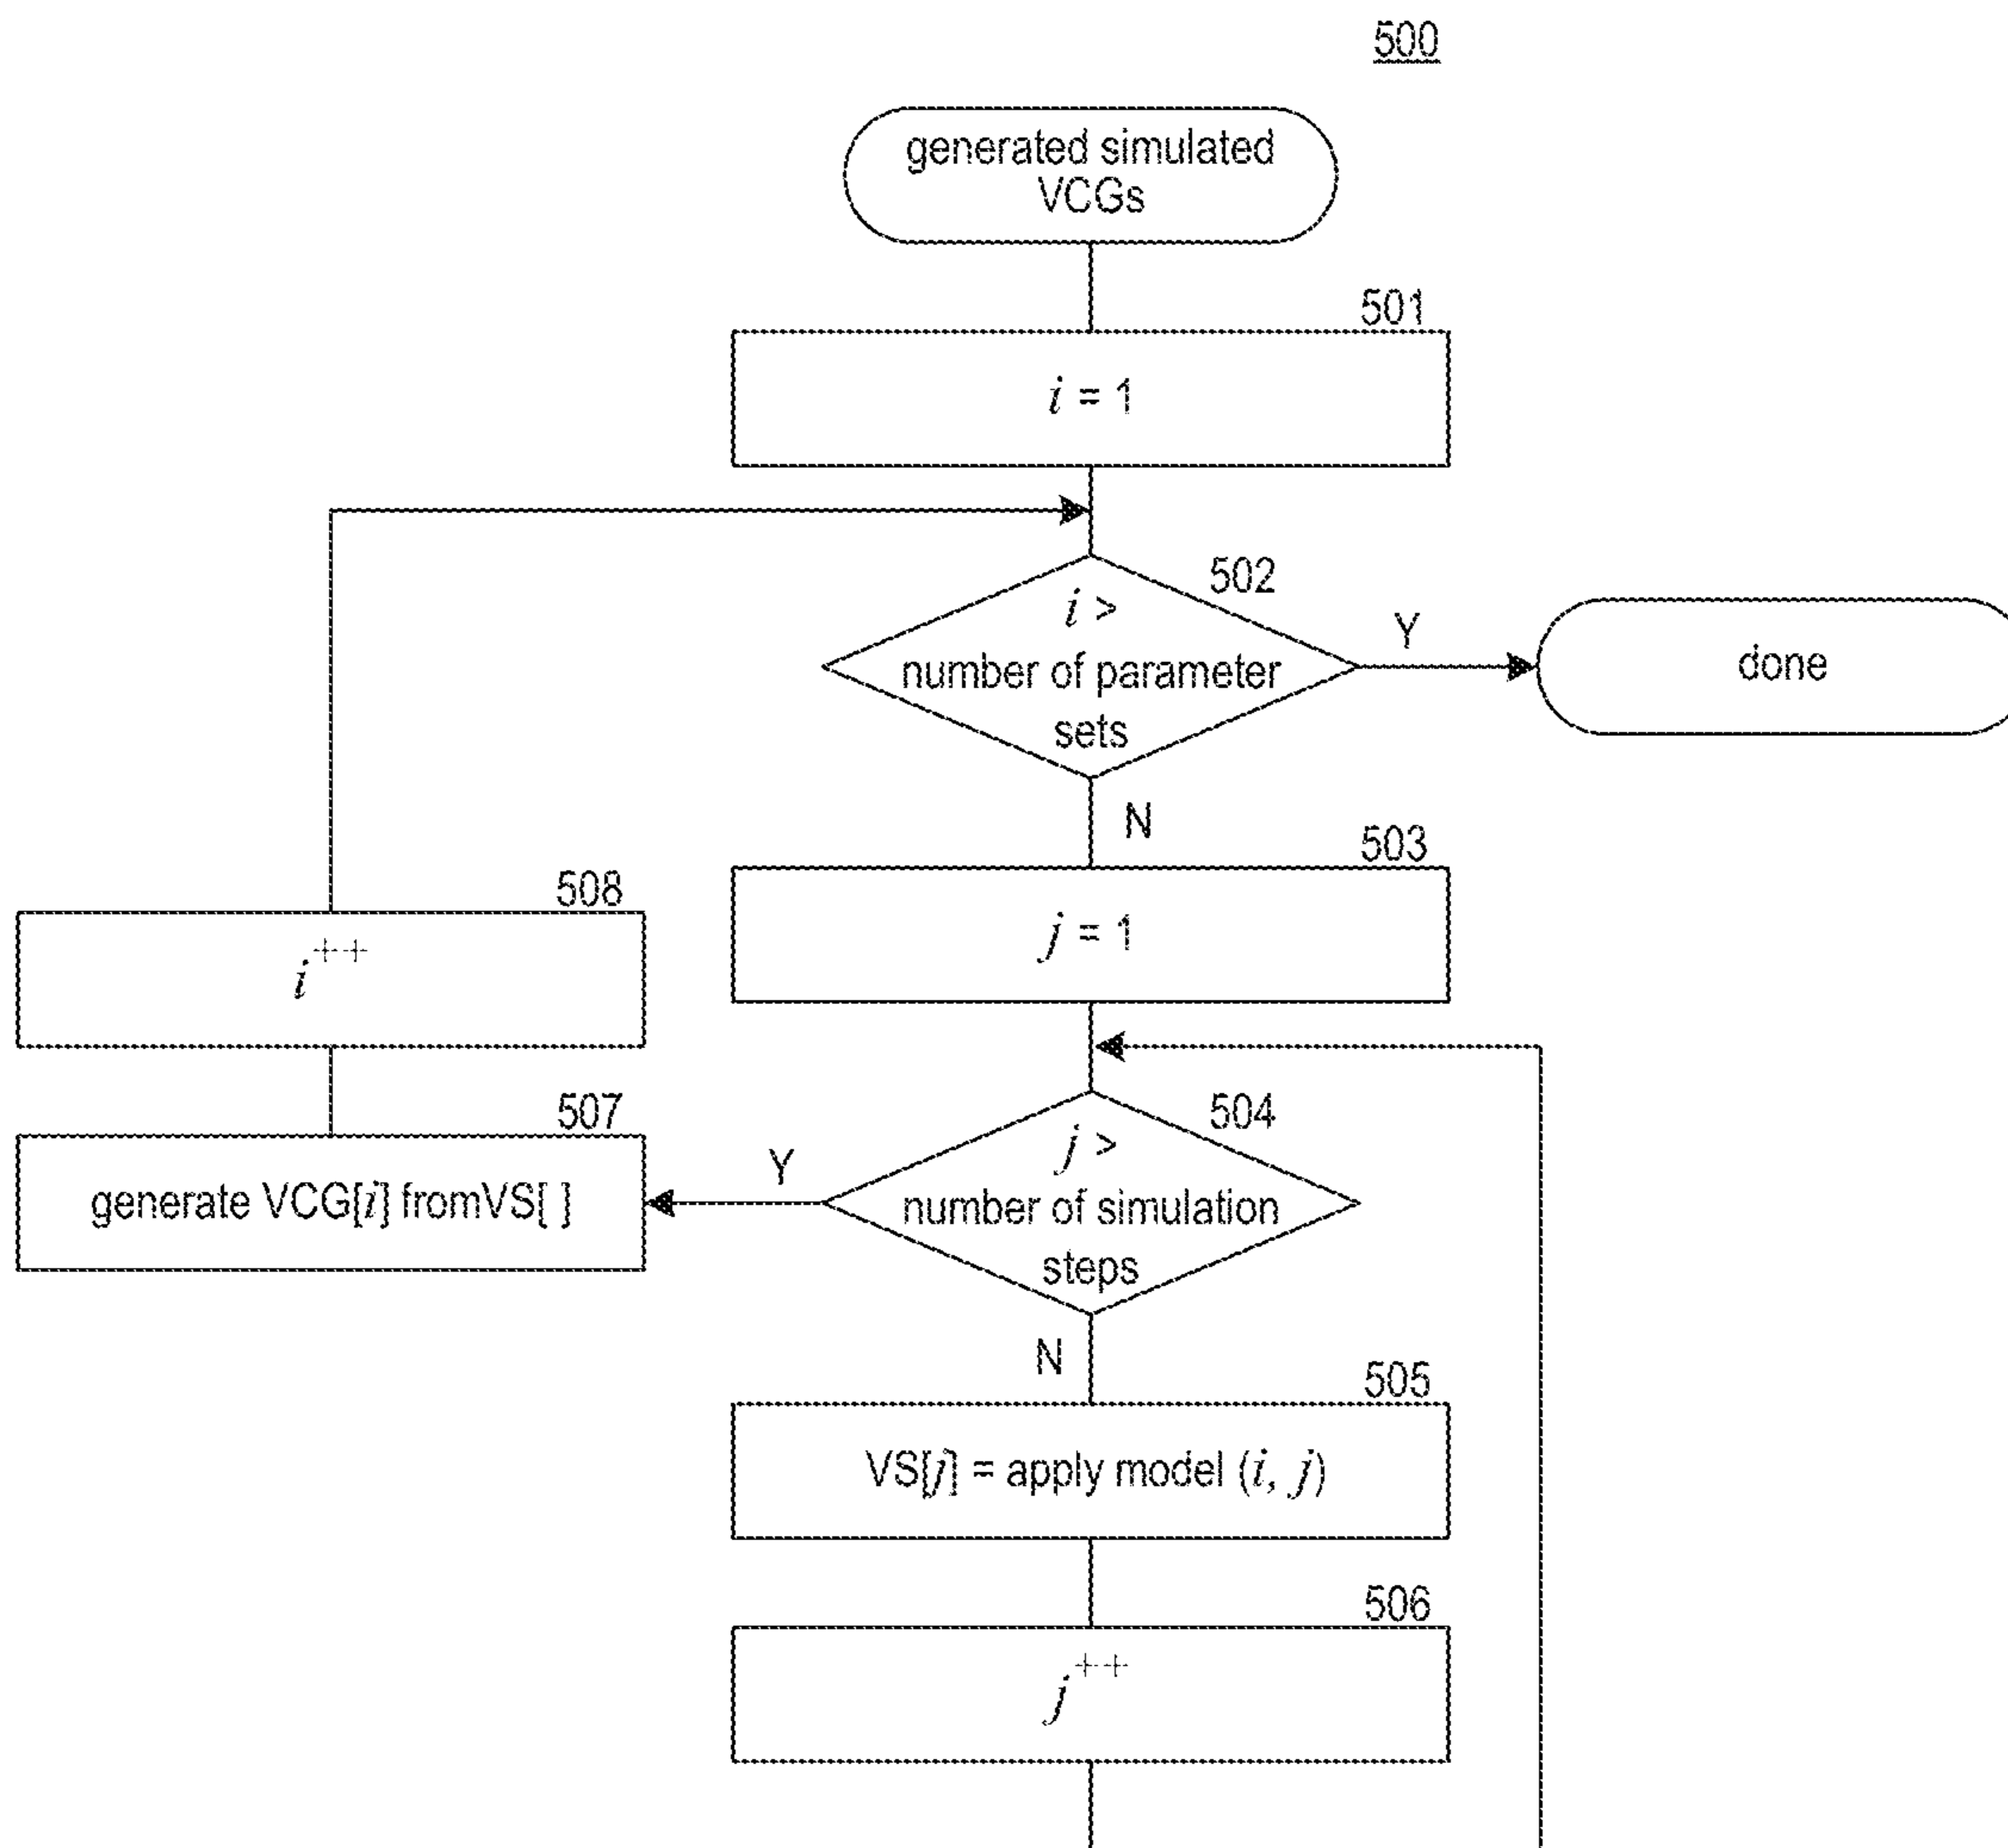 500
generated simulated
VCGs
501
i = 1
502
i >
number of parameter
sets
Y
done
N
503
j = 1
508
i++
507
generate VCG[i] fromVS[ ]
Y
504
j >
number of simulation
steps
N
505
VS[j] = apply model (i, j)
506
j++